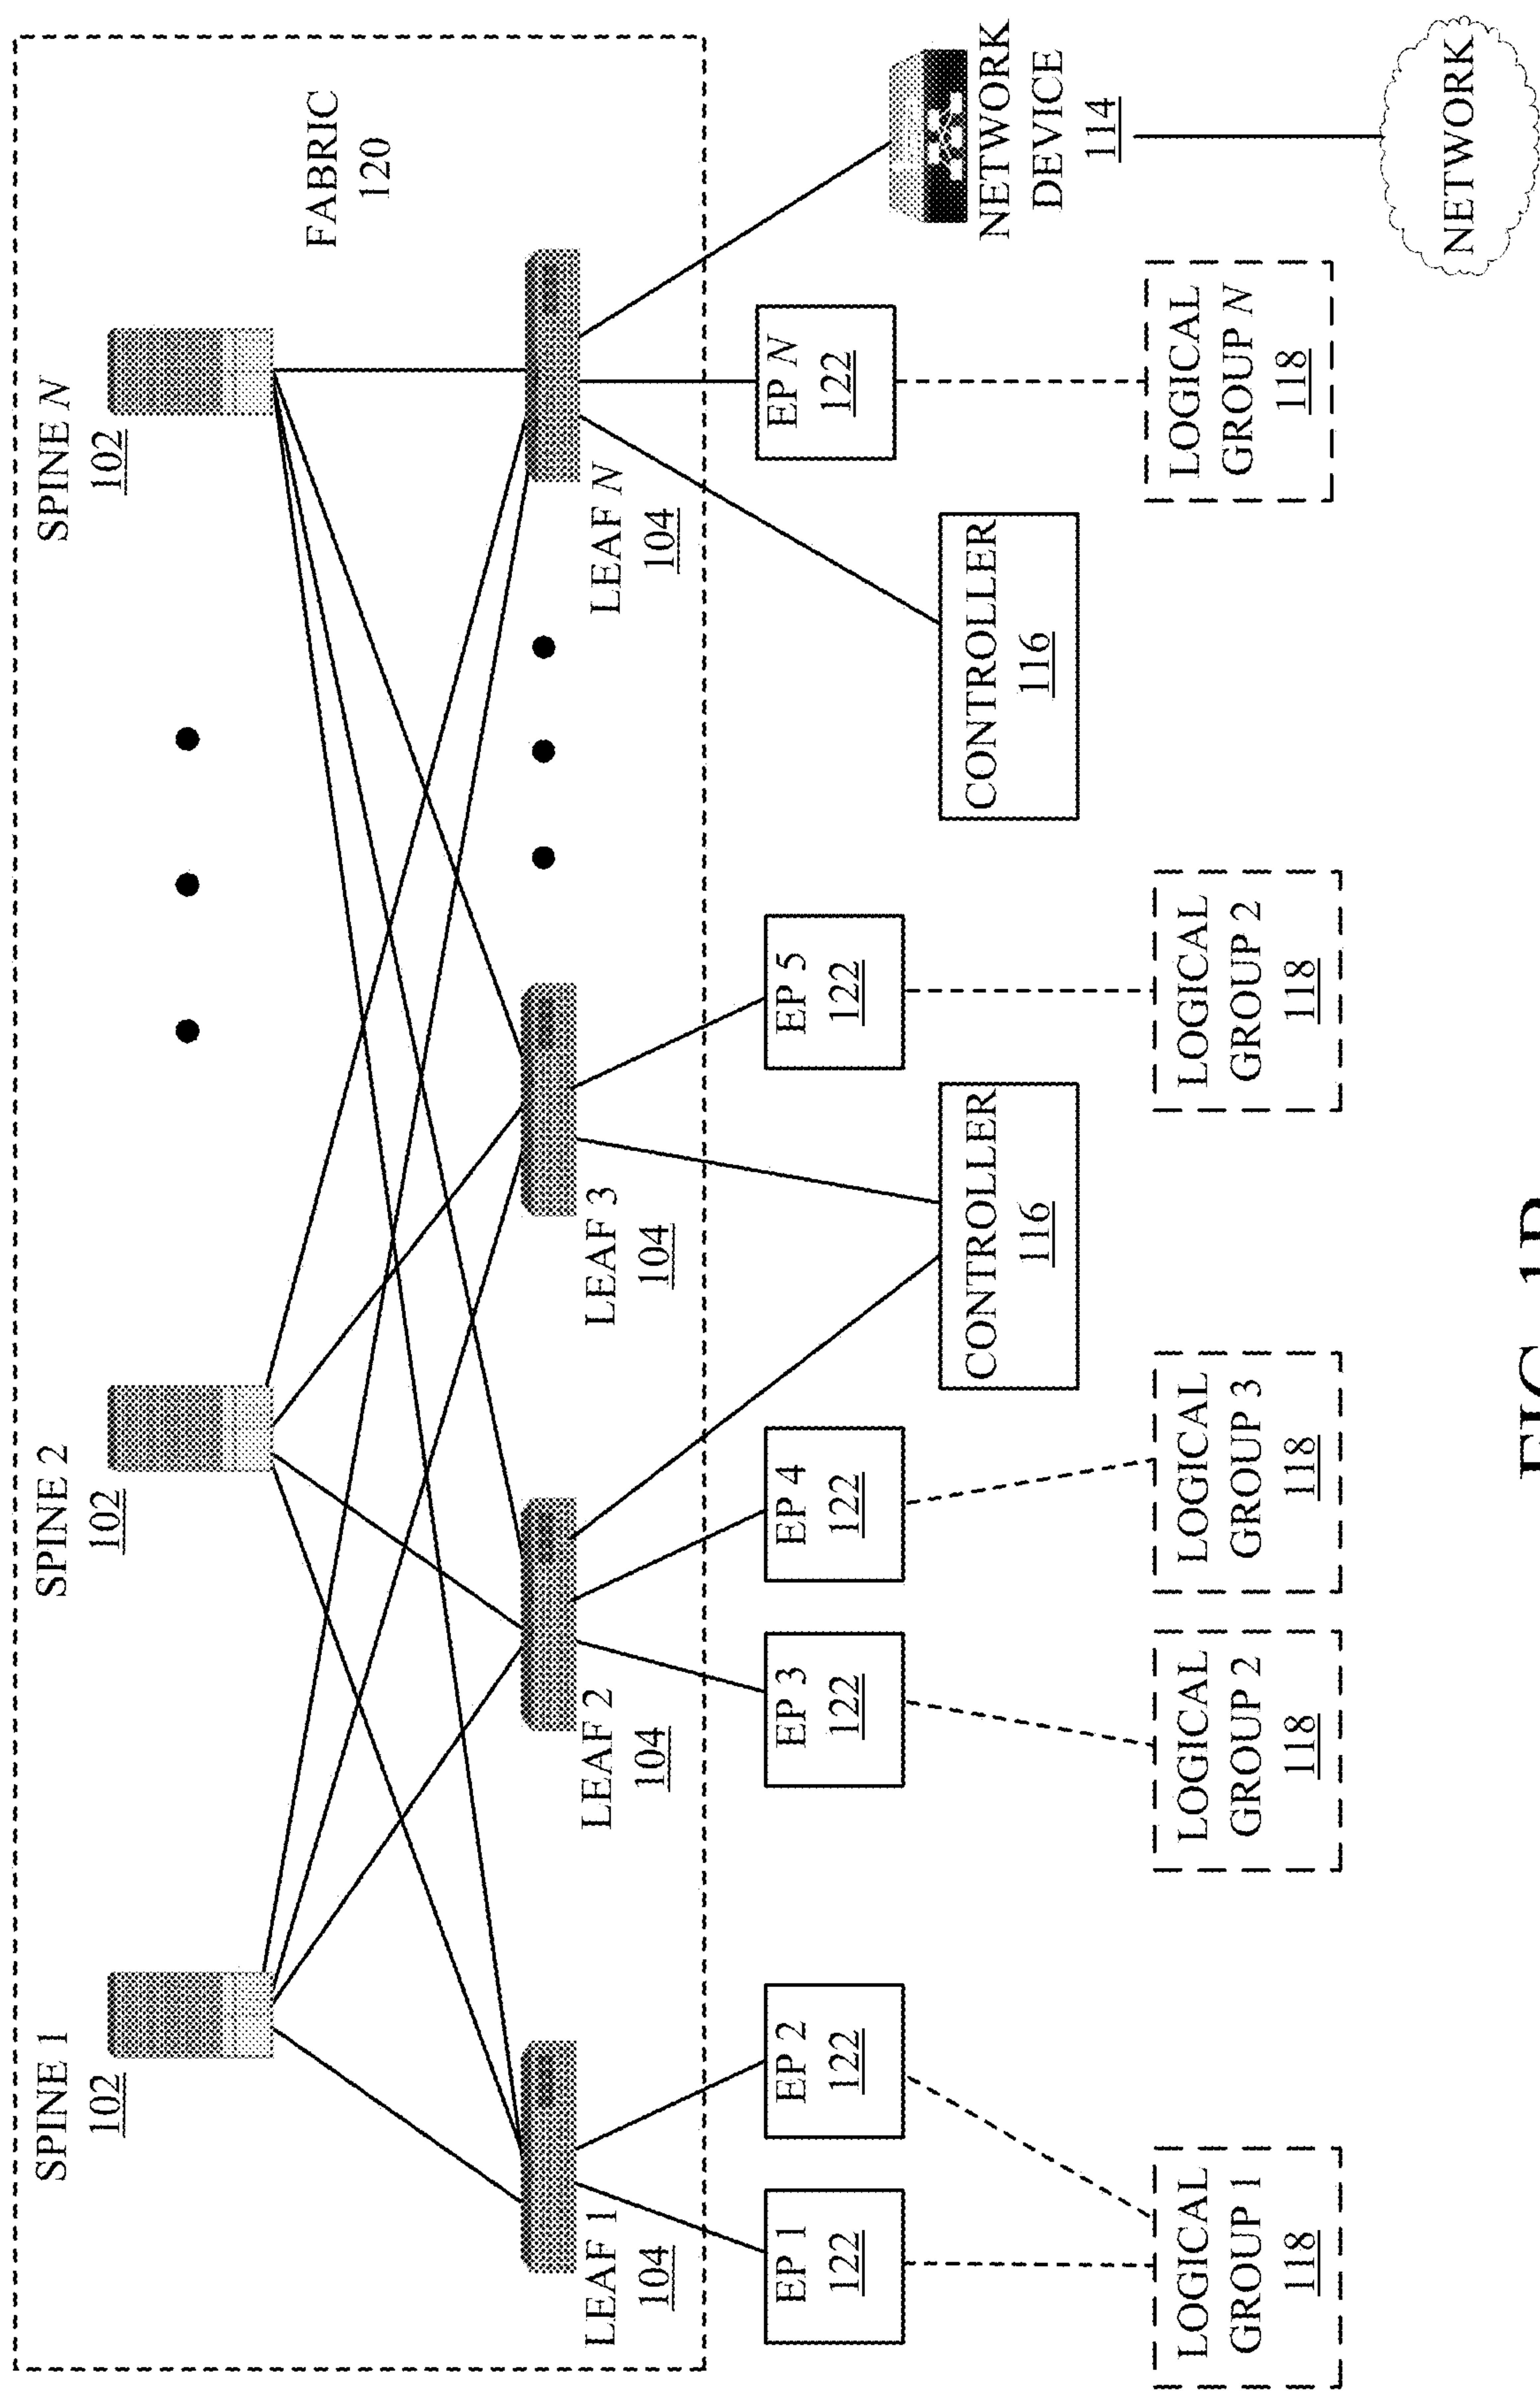 SPINE 1
102
SPINE 2
102
SPINE N
102
FABRIC
120
LEAF 1
104
LEAF 2
104
LEAF 3
104
LEAF N
104
EP 1
122
EP 2
122
EP 3
122
EP 4
122
EP 5
122
EP N
122
CONTROLLER
116
CONTROLLER
116
NETWORK
DEVICE
114
LOGICAL
GROUP 1
118
LOGICAL
GROUP 2
118
LOGICAL
GROUP 3
118
LOGICAL
GROUP 2
118
LOGICAL
GROUP N
118
NETWORK